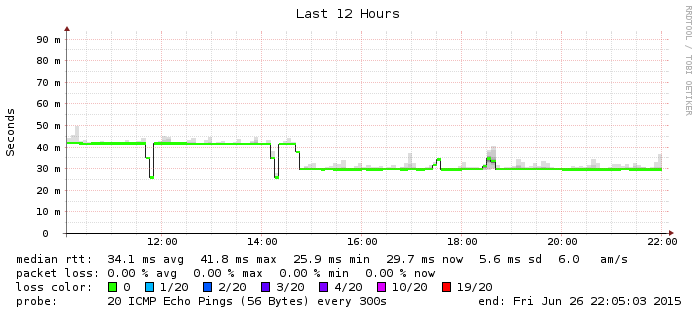 Last 12 Hours
RRDTOOL / TOBI OETIKER
Seconds
90 m
80 m
70 m
60 m
50 m
40 m
30 m
20 m
10 m
0
12:00 14:00 16:00 18:00 20:00 22:00
median rtt: 34.1 ms avg 41.8 ms max 25.9 ms min 29.7 ms now 5.6 ms sd 6.0 am/s
packet loss: 0.00 % avg 0.00 % max 0.00 % min 0.00 % now
loss color: 0 1/20 2/20 3/20 4/20 10/20 19/20
probe: 20 ICMP Echo Pings (56 Bytes) every 300s end: Fri Jun 26 22:05:03 2015